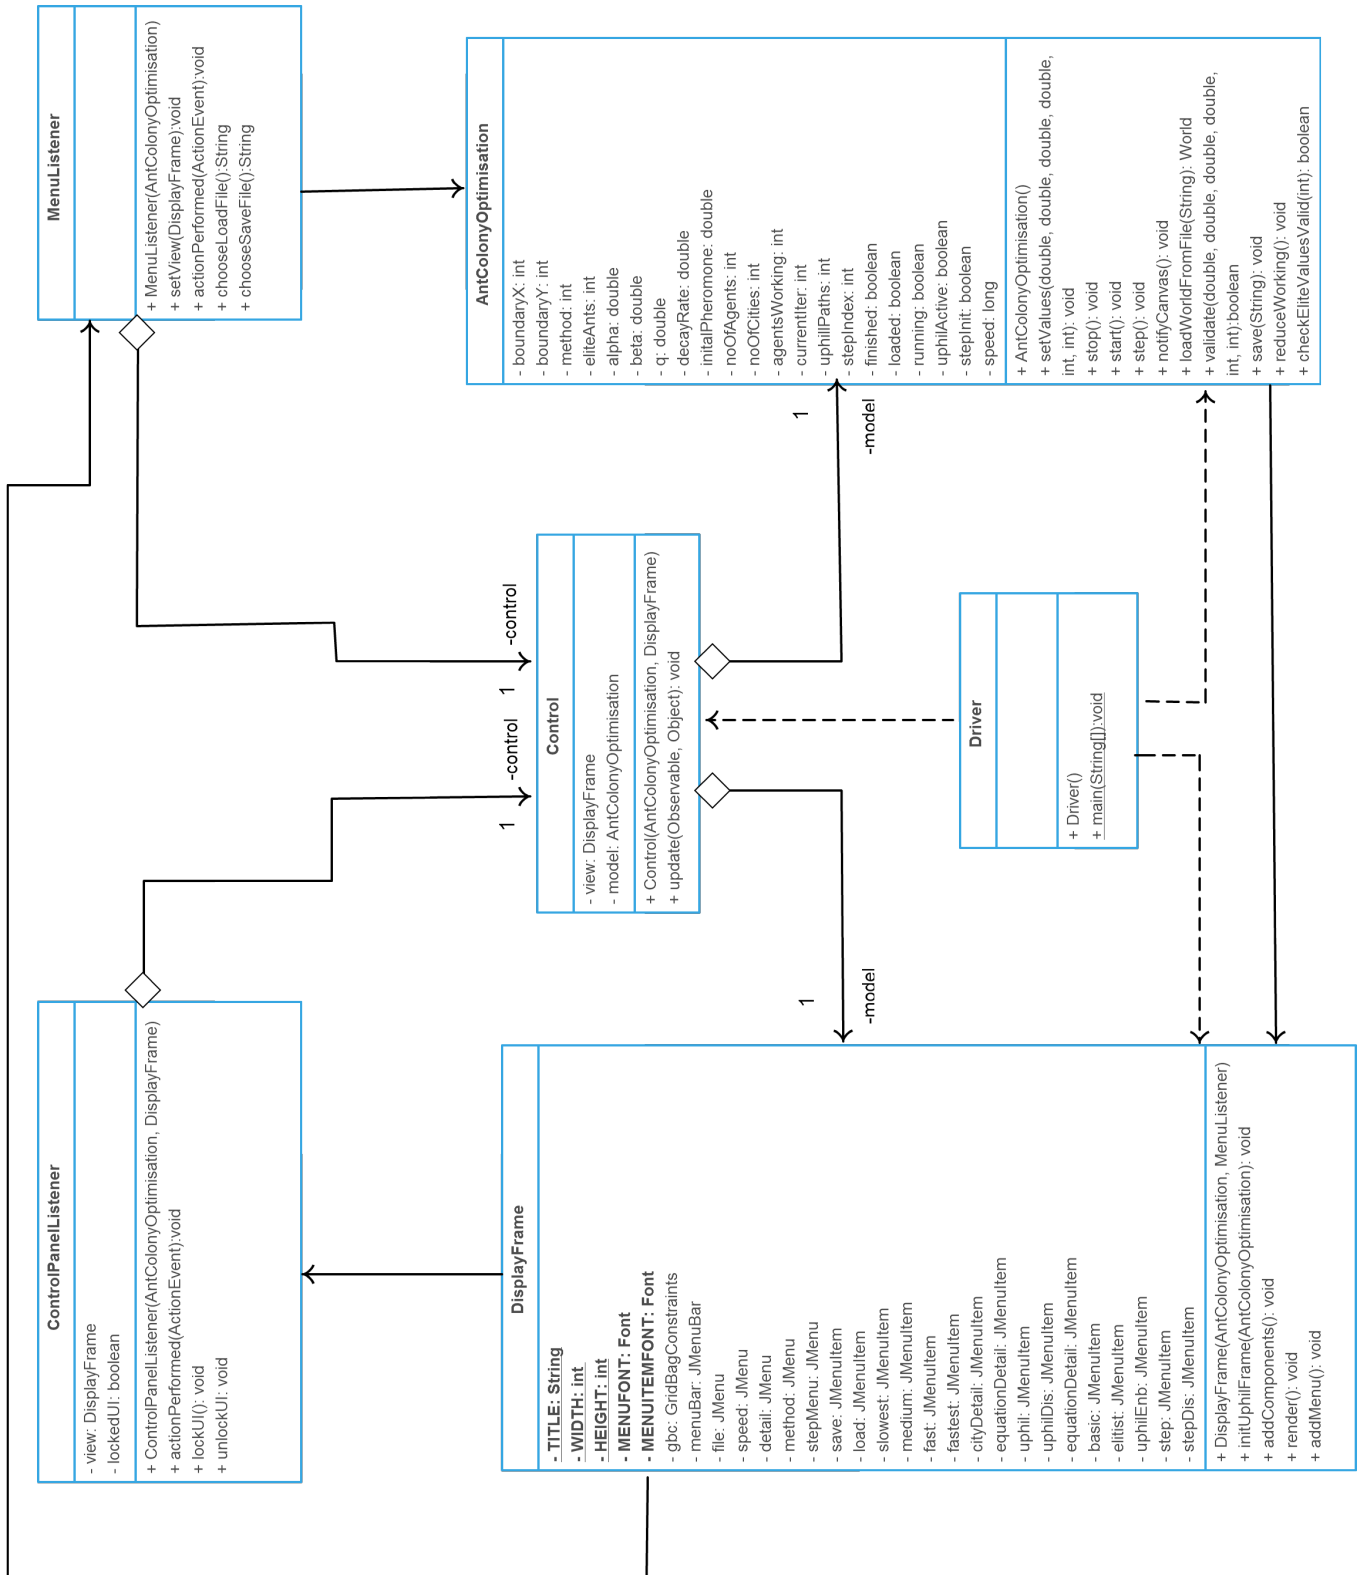 ControlPanelListener
- view: DisplayFrame
- lockedUI: boolean
+ ControlPanelListener(AntColonyOptimisation, DisplayFrame)
+ actionPerformed(ActionEvent):void
+ lockUI(): void
+ unlockUI: void
MenuListener
+ MenuListener(AntColonyOptimisation)
+ setView(DisplayFrame):void
+ actionPerformed(ActionEvent):void
+ chooseLoadFile():String
+ chooseSaveFile():String
1
-control
1
-control
Control
- view: DisplayFrame
- model: AntColonyOptimisation
+ Control(AntColonyOptimisation, DisplayFrame)
+ update(Observable, Object): void
1
-model
1
-model
DisplayFrame
- TITLE: String
- WIDTH: int
- HEIGHT: int
- MENUFONT: Font
- MENUITEMFONT: Font
- gbc: GridBagConstraints
- menuBar: JMenuBar
- file: JMenu
- speed: JMenu
- detail: JMenu
- method: JMenu
- stepMenu: JMenu
- save: JMenuItem
- load: JMenuItem
- slowest: JMenuItem
- medium: JMenuItem
- fast: JMenuItem
- fastest: JMenuItem
- cityDetail: JMenuItem
- equationDetail: JMenuItem
- uphil: JMenuItem
- uphilDis: JMenuItem
- equationDetail: JMenuItem
- basic: JMenuItem
- elitist: JMenuItem
- uphilEnb: JMenuItem
- step: JMenuItem
- stepDis: JMenuItem
+ DisplayFrame(AntColonyOptimisation, MenuListener)
+ initUphilFrame(AntColonyOptimisation): void
+ addComponents(): void
+ render(): void
+ addMenu(): void
Driver
+ Driver()
+ main(String[]):void
AntColonyOptimisation
- boundaryX: int
- boundaryY: int
- method: int
- eliteAnts: int
- alpha: double
- beta: double
- q: double
- decayRate: double
- initalPheromone: double
- noOfAgents: int
- noOfCities: int
- agentsWorking: int
- currentIter: int
- uphillPaths: int
- stepIndex: int
- finished: boolean
- loaded: boolean
- running: boolean
- uphilActive: boolean
- stepInit: boolean
- speed: long
+ AntColonyOptimisation()
+ setValues(double, double, double, double,
int, int): void
+ stop(): void
+ start(): void
+ step(): void
+ notifyCanvas(): void
+ loadWorldFromFile(String): World
+ validate(double, double, double, double,
int, int):boolean
+ save(String): void
+ reduceWorking(): void
+ checkEliteValuesValid(int): boolean